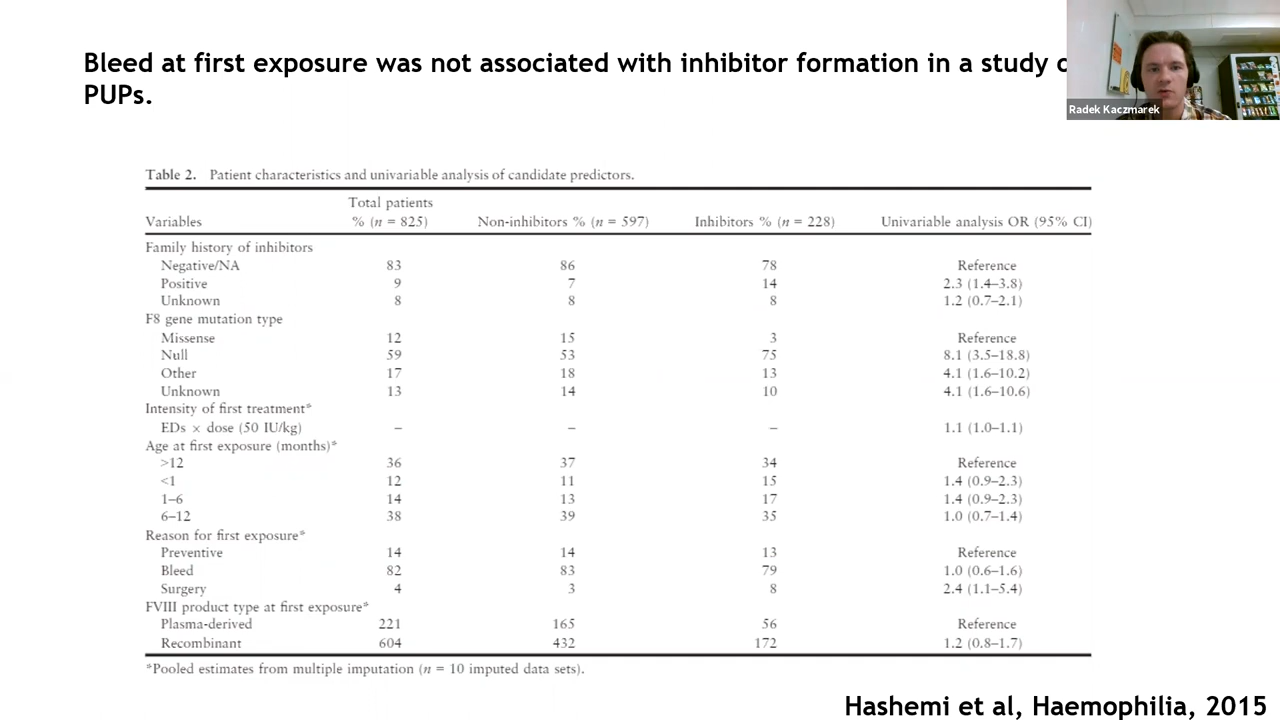 Bleed at first exposure was not associated with inhibitor formation in a study
PUPs.
Radek Kaczmarek
Table 2. Patient characteristics and univariable analysis of candidate predictors.
Total patients
Variables % (n = 825) Non-inhibitors % (n = 597) Inhibitors % (n = 228) Univariable analysis OR (95% CI)
Family history of inhibitors
Negative/NA 83 86 78 Reference
Positive 9 7 14 2.3 (1.4–3.8)
Unknown 8 8 8 1.2 (0.7–2.1)
F8 gene mutation type
Missense 12 15 3 Reference
Null 59 53 75 8.1 (3.5–18.8)
Other 17 18 13 4.1 (1.6–10.2)
Unknown 13 14 10 4.1 (1.6–10.6)
Intensity of first treatment*
EDs × dose (50 IU/kg) – – – 1.1 (1.0–1.1)
Age at first exposure (months)*
>12 36 37 34 Reference
<1 12 11 15 1.4 (0.9–2.3)
1–6 14 13 17 1.4 (0.9–2.3)
6–12 38 39 35 1.0 (0.7–1.4)
Reason for first exposure*
Preventive 14 14 13 Reference
Bleed 82 83 79 1.0 (0.6–1.6)
Surgery 4 3 8 2.4 (1.1–5.4)
FVIII product type at first exposure*
Plasma-derived 221 165 56 Reference
Recombinant 604 432 172 1.2 (0.8–1.7)
*Pooled estimates from multiple imputation (n = 10 imputed data sets).
Hashemi et al, Haemophilia, 2015